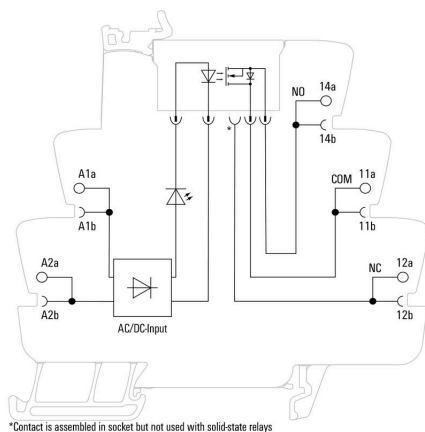 NO
14a
*
14b
A1a
COM
11a
A1b
11b
A2a
NC
12a
A2b
12b
AC/DC-Input
*Contact is assembled in socket but not used with solid-state relays